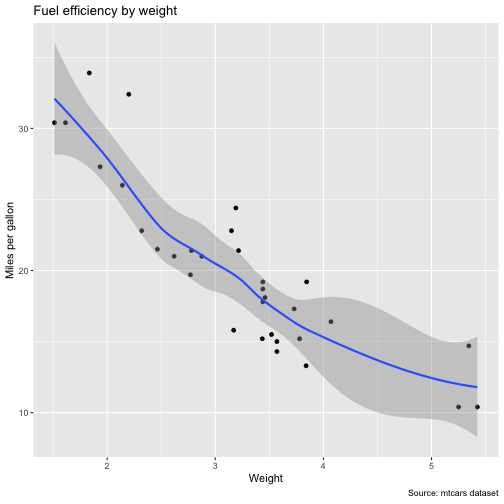 Fuel efficiency by weight
30
20
10
Miles per gallon
2 3 4 5
Weight
Source: mtcars dataset